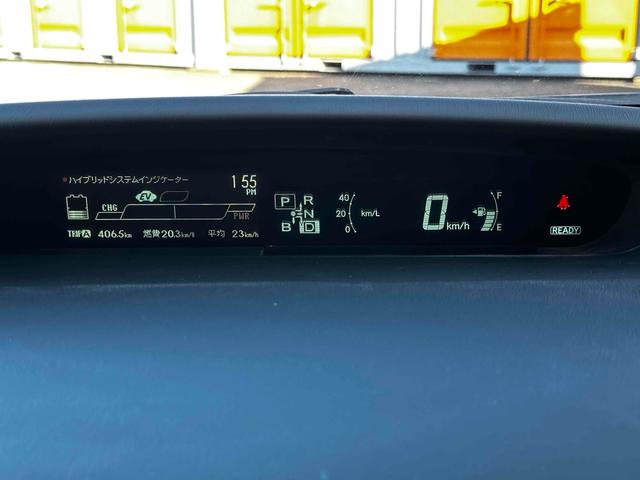 ハイブリッドシステムインジケーター 1:55 PM
EV
CHG PWR
TRIP A 406.5km 燃費20.3km/l 平均 23km/h
P R N B D
40 20 0 km/L
0 km/h
F E
READY